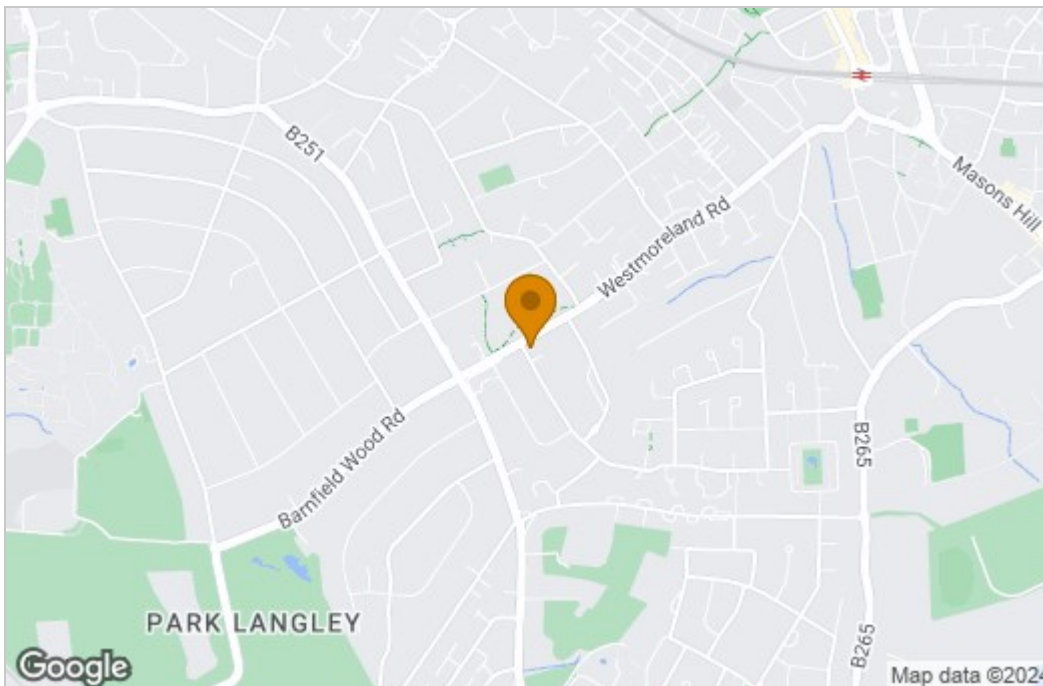 B251
Masons Hill
Westmoreland Rd
Barnfield Wood Rd
B265
PARK LANGLEY
B265
Google
Map data ©2024